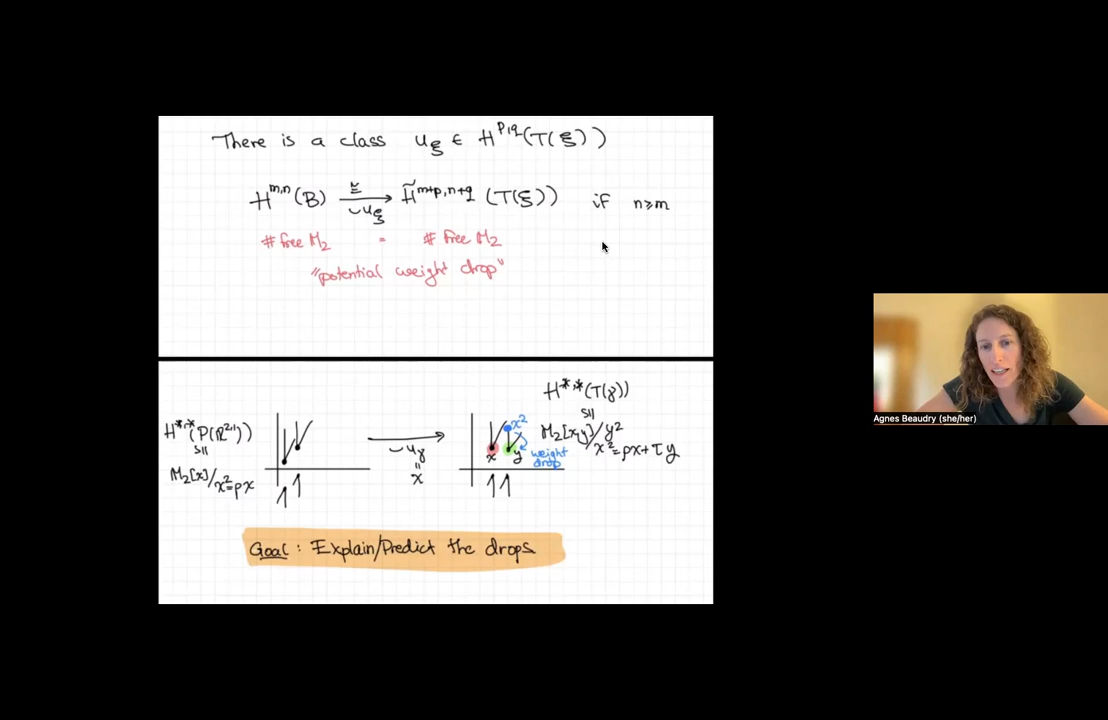 There is a class u_ξ ∈ H^{p,q}(T(ξ))
H^{m,n}(B) ≅→ ∪u_ξ H̃^{m+p,n+q}(T(ξ)) if n≥m
# free M₂ = # free M₂
"potential weight drop"
H^{*,*}(T(γ))
H^{*,*}(P(ℝ^{2,1}))
≅
M₂[x]/x²=ρx
→ ∪u_γ
=
x
x²
x
y
weight drop
≅
M₂[x,y]/y²
x²=ρx+τy
Goal: Explain/Predict the drops
Agnes Beaudry (she/her)